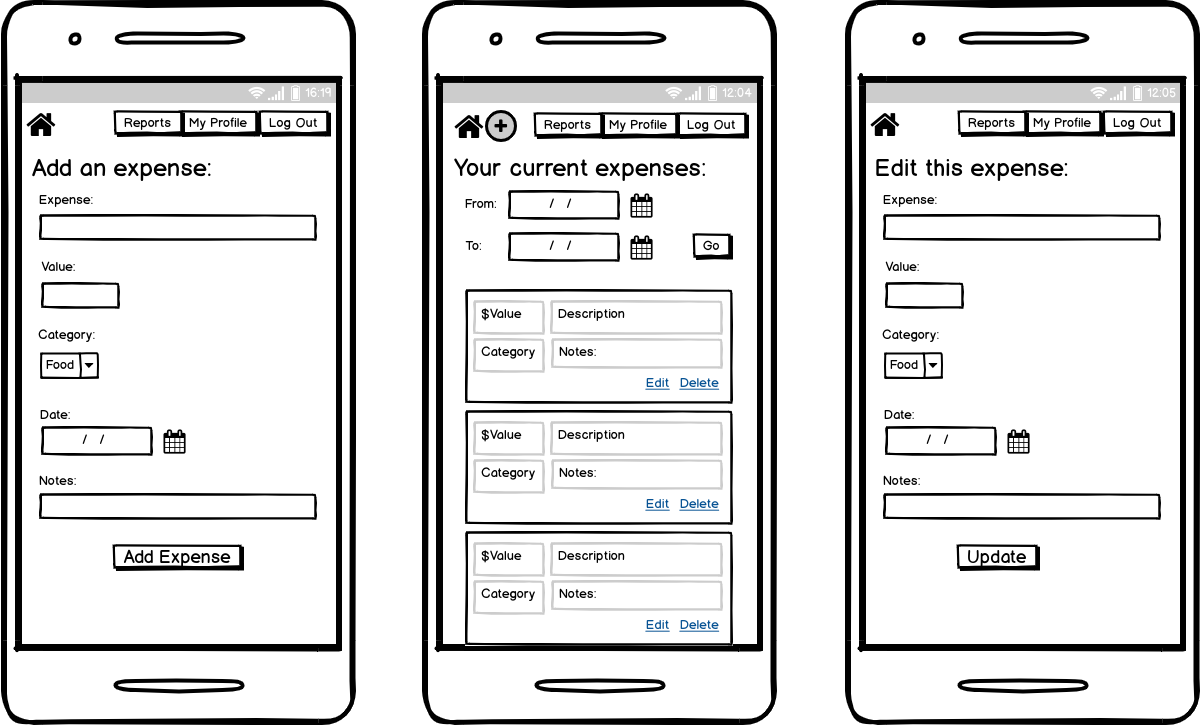 16:19
Reports My Profile Log Out
Add an expense:
Expense:
Value:
Category:
Food
Date:
/ /
Notes:
Add Expense
12:04
+
Reports My Profile Log Out
Your current expenses:
From: / /
To: / / Go
$Value Description
Category Notes:
Edit Delete
$Value Description
Category Notes:
Edit Delete
$Value Description
Category Notes:
Edit Delete
12:05
Reports My Profile Log Out
Edit this expense:
Expense:
Value:
Category:
Food
Date:
/ /
Notes:
Update